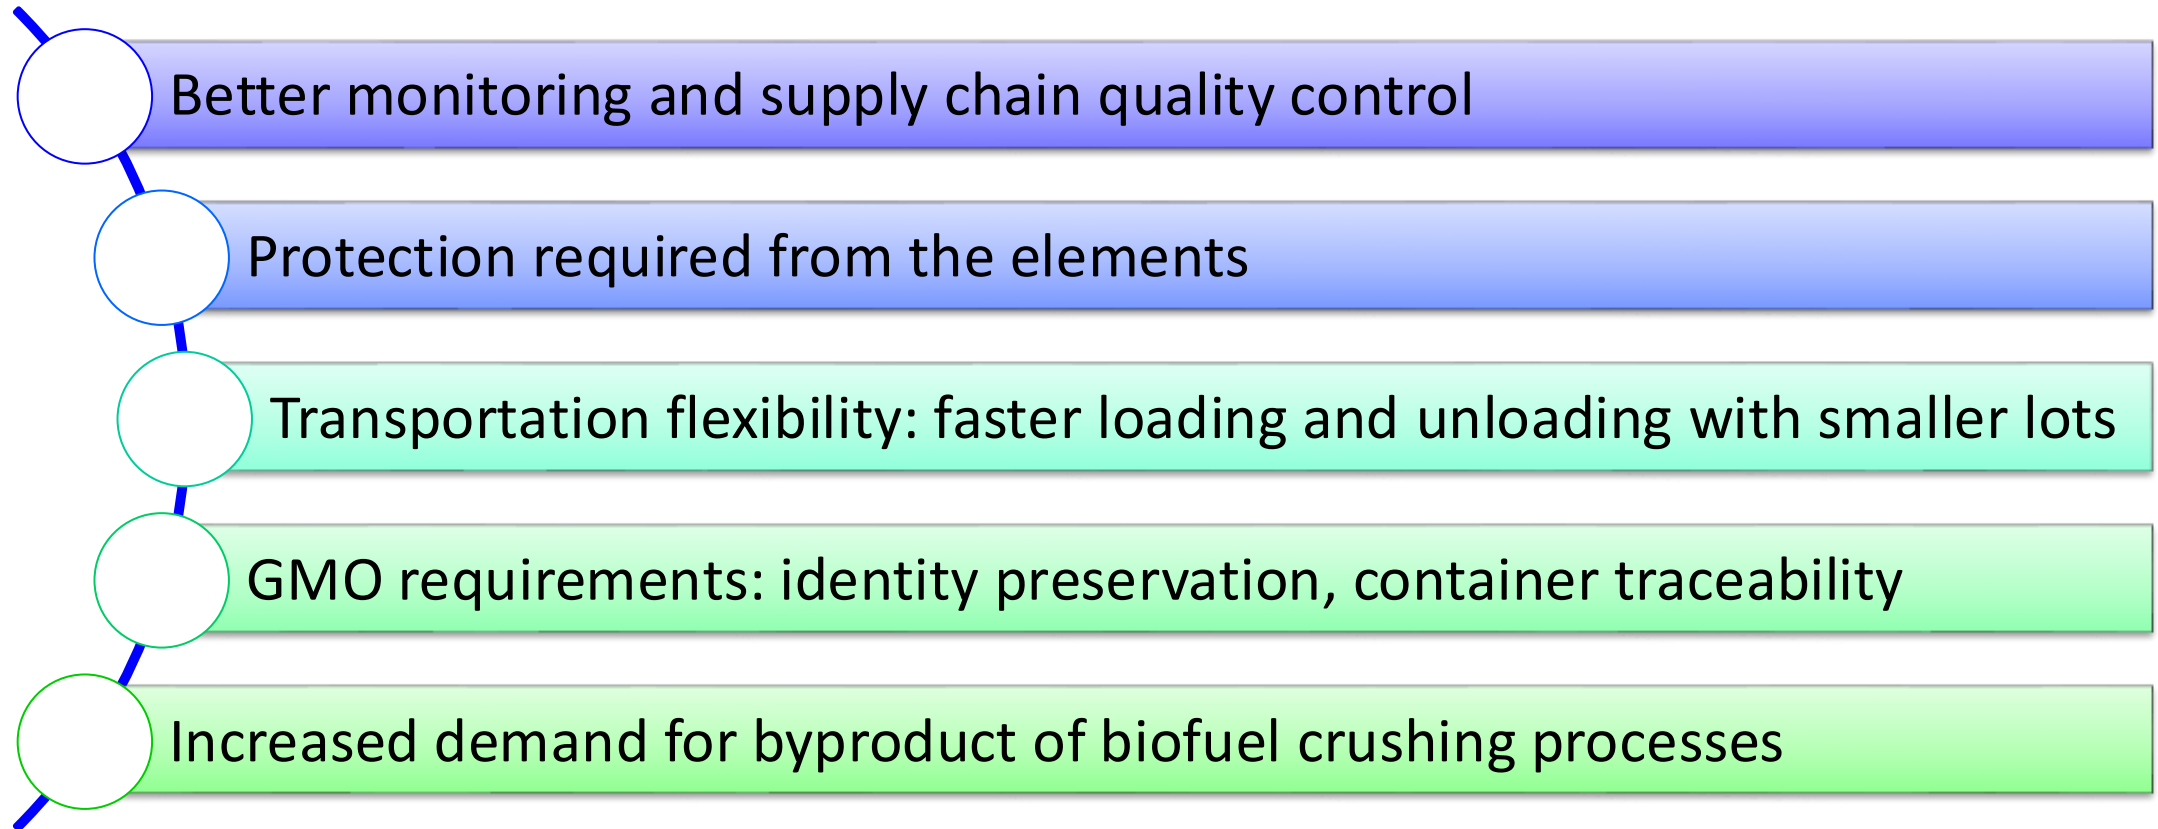 Better monitoring and supply chain quality control
Protection required from the elements
Transportation flexibility: faster loading and unloading with smaller lots
GMO requirements: identity preservation, container traceability
Increased demand for byproduct of biofuel crushing processes